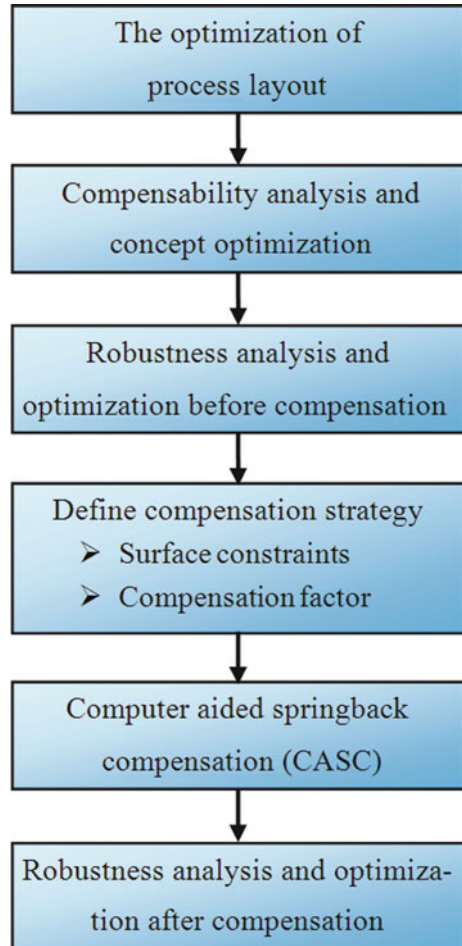 The optimization of
process layout
Compensability analysis and
concept optimization
Robustness analysis and
optimization before compensation
Define compensation strategy
➢ Surface constraints
➢ Compensation factor
Computer aided springback
compensation (CASC)
Robustness analysis and optimiza-
tion after compensation